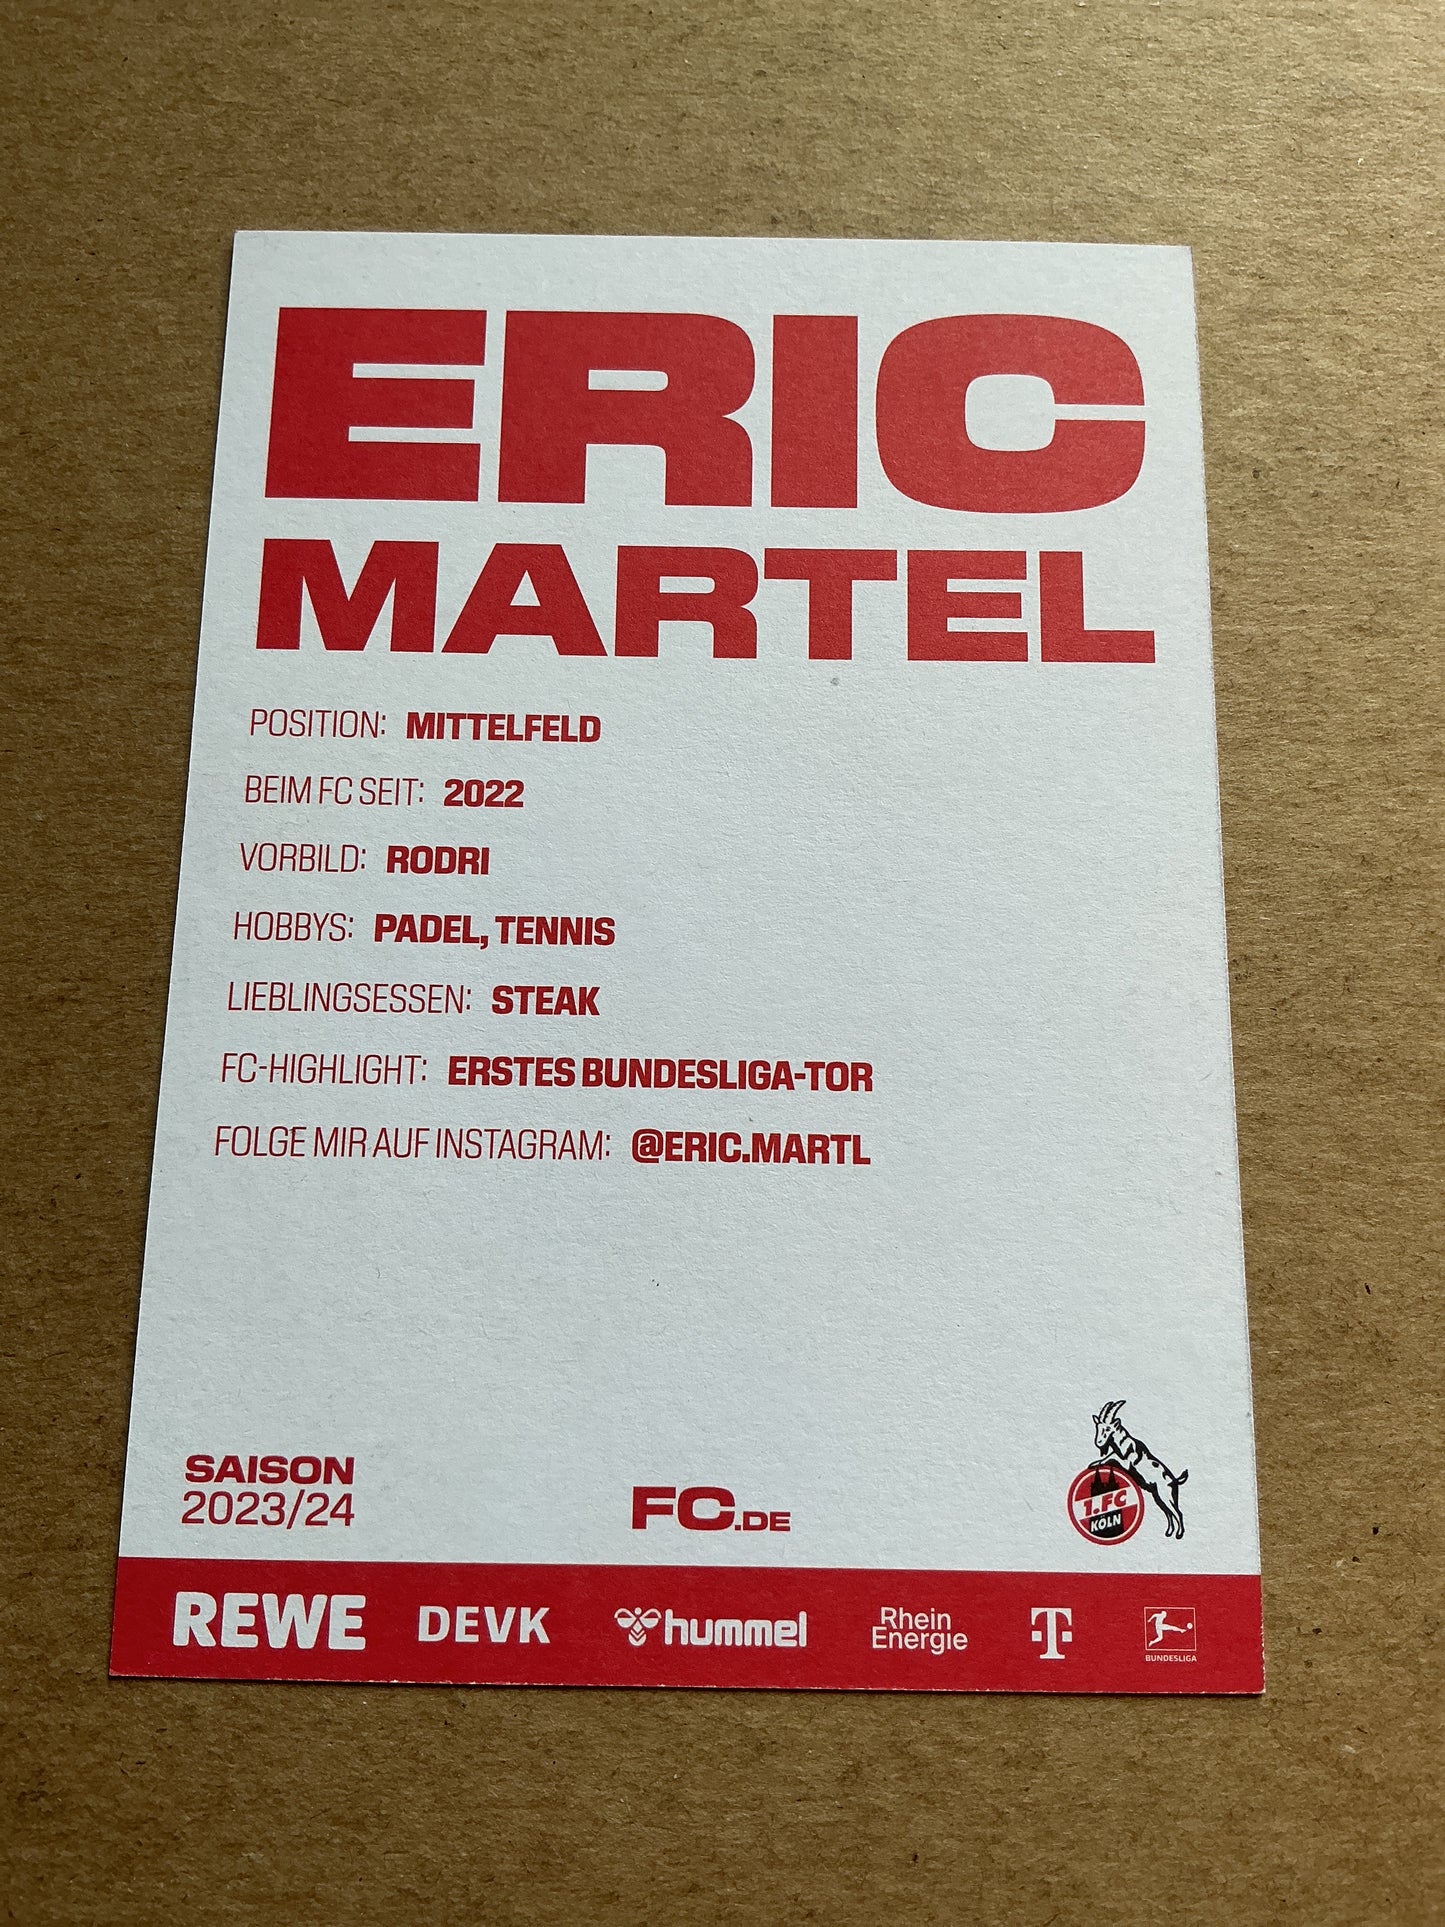 ERIC
MARTEL
POSITION: MITTELFELD
BEIM FC SEIT: 2022
VORBILD: RODRI
HOBBYS: PADEL, TENNIS
LIEBLINGSESSEN: STEAK
FC-HIGHLIGHT: ERSTES BUNDESLIGA-TOR
FOLGE MIR AUF INSTAGRAM: @ERIC.MARTL
SAISON
2023/24
FC.DE
1.FC
KÖLN
REWE DEVK hummel Rhein
Energie T BUNDESLIGA